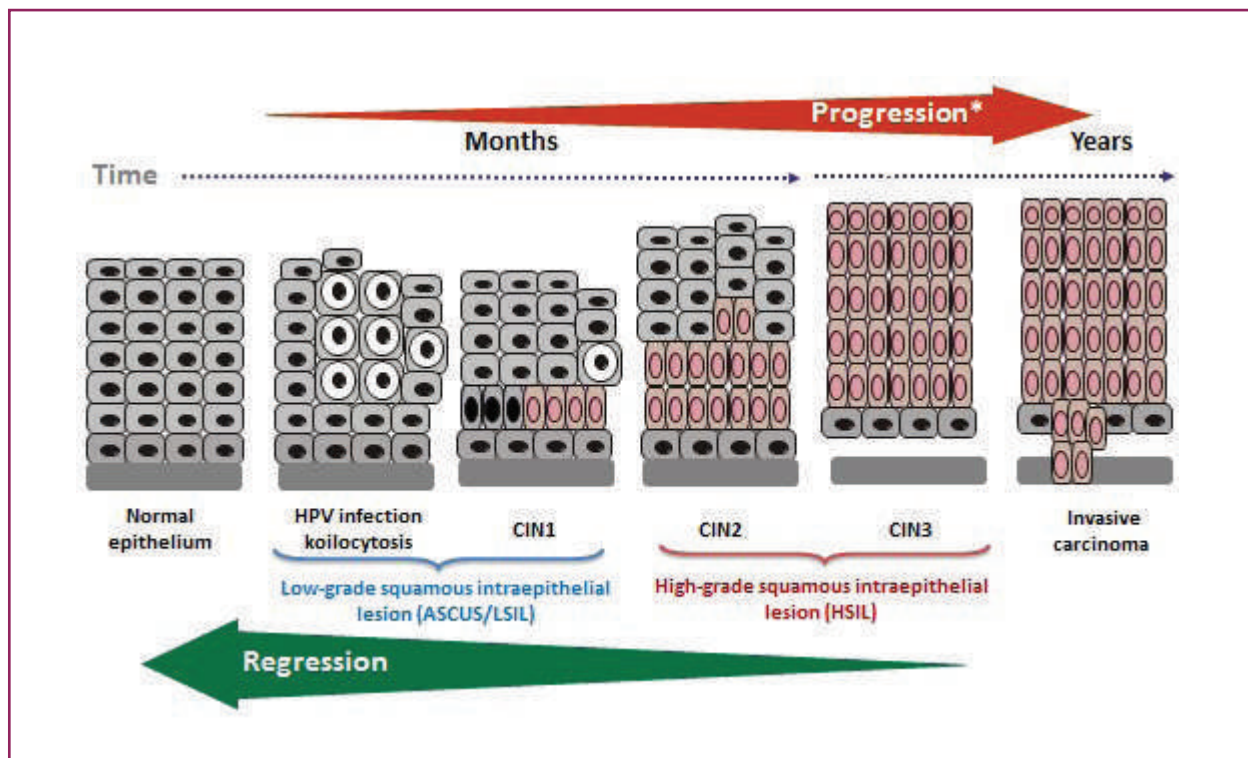 Progression*
Months
Years
Time
Normal
epithelium
HPV infection
koilocytosis
CIN1
CIN2
CIN3
Invasive
carcinoma
Low-grade squamous intraepithelial
lesion (ASCUS/LSIL)
High-grade squamous intraepithelial
lesion (HSIL)
Regression